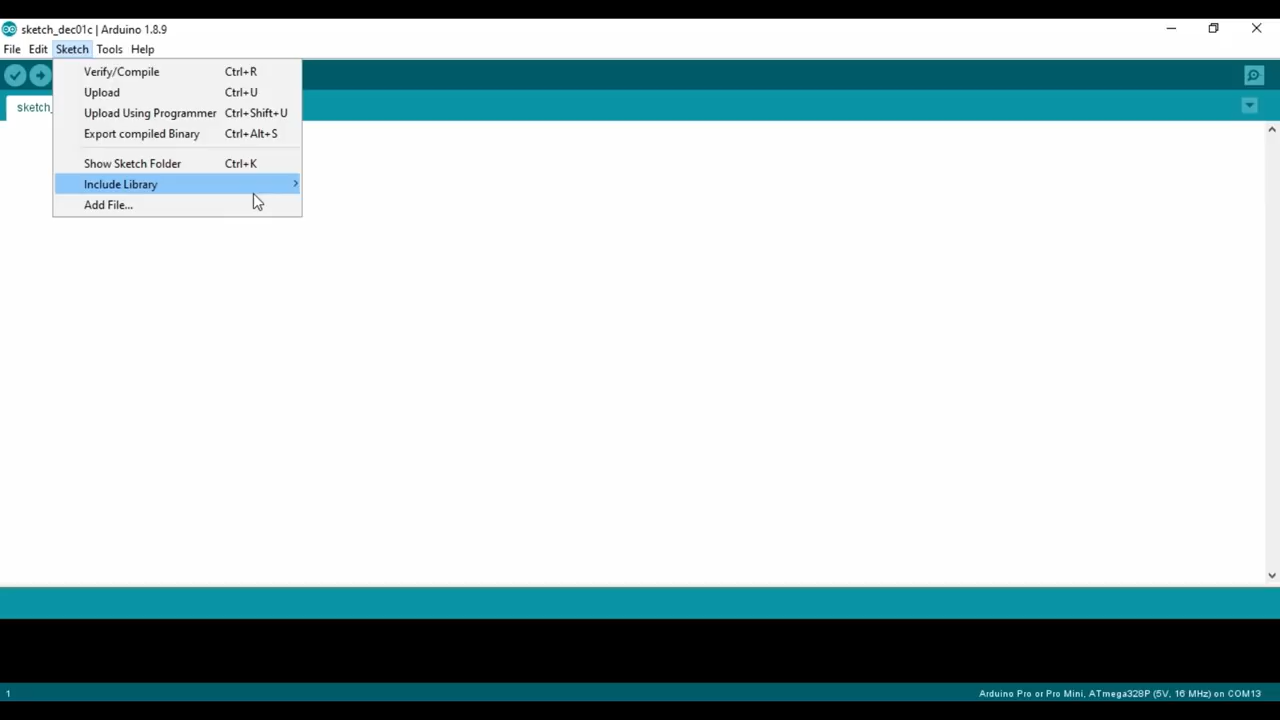 sketch_dec01c | Arduino 1.8.9
File Edit Sketch Tools Help
Verify/Compile Ctrl+R
Upload Ctrl+U
Upload Using Programmer Ctrl+Shift+U
Export compiled Binary Ctrl+Alt+S
sketch_
Show Sketch Folder Ctrl+K
Include Library
Add File...
1 Arduino Pro or Pro Mini, ATmega328P (5V, 16 MHz) on COM13